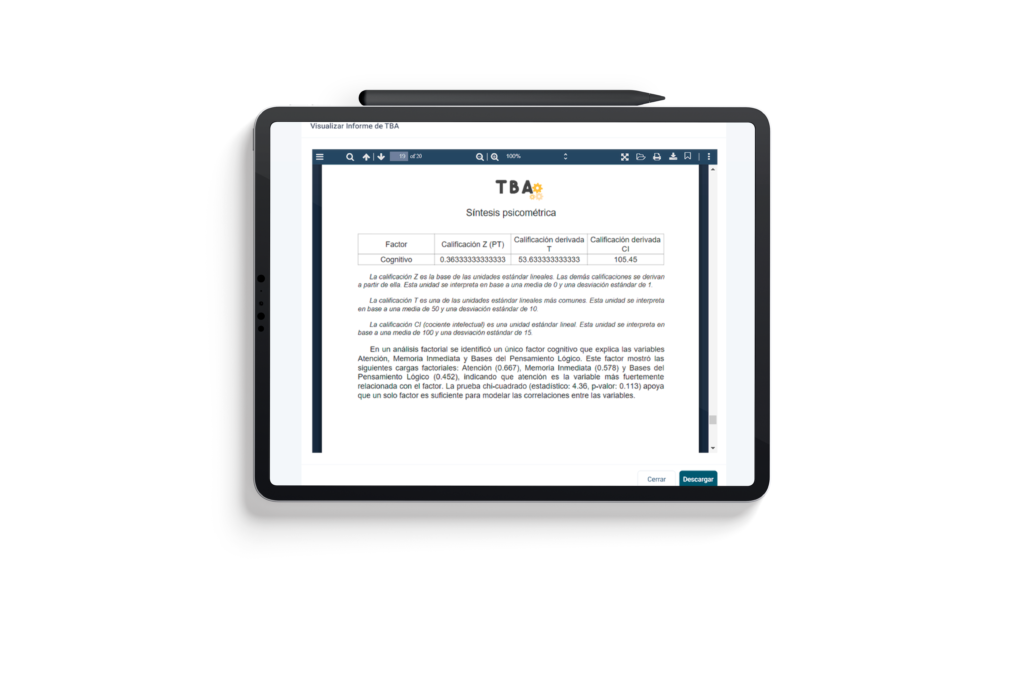 Visualizar Informe de TBA
19 of 20 100%
TBA
Síntesis psicométrica
Factor Calificación Z (PT) Calificación derivada T Calificación derivada CI
Cognitivo 0.36333333333333 53.633333333333 105.45
La calificación Z es la base de las unidades estándar lineales. Las demás calificaciones se derivan
a partir de ella. Esta unidad se interpreta en base a una media de 0 y una desviación estándar de 1.
La calificación T es una de las unidades estándar lineales más comunes. Esta unidad se interpreta
en base a una media de 50 y una desviación estándar de 10.
La calificación CI (cociente intelectual) es una unidad estándar lineal. Esta unidad se interpreta en
base a una media de 100 y una desviación estándar de 15.
En un análisis factorial se identificó un único factor cognitivo que explica las variables
Atención, Memoria Inmediata y Bases del Pensamiento Lógico. Este factor mostró las
siguientes cargas factoriales: Atención (0.667), Memoria Inmediata (0.578) y Bases del
Pensamiento Lógico (0.452), indicando que atención es la variable más fuertemente
relacionada con el factor. La prueba chi-cuadrado (estadístico: 4.36, p-valor: 0.113) apoya
que un solo factor es suficiente para modelar las correlaciones entre las variables.
Cerrar Descargar